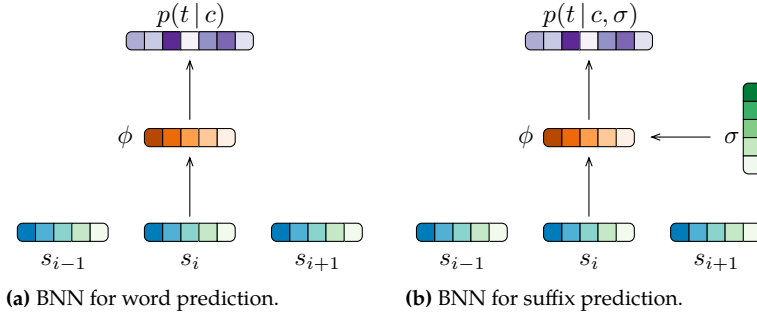 p(t | c) p(t | c, σ)
ϕ ϕ σ
s_{i−1} s_i s_{i+1} s_{i−1} s_i s_{i+1}
(a) BNN for word prediction. (b) BNN for suffix prediction.